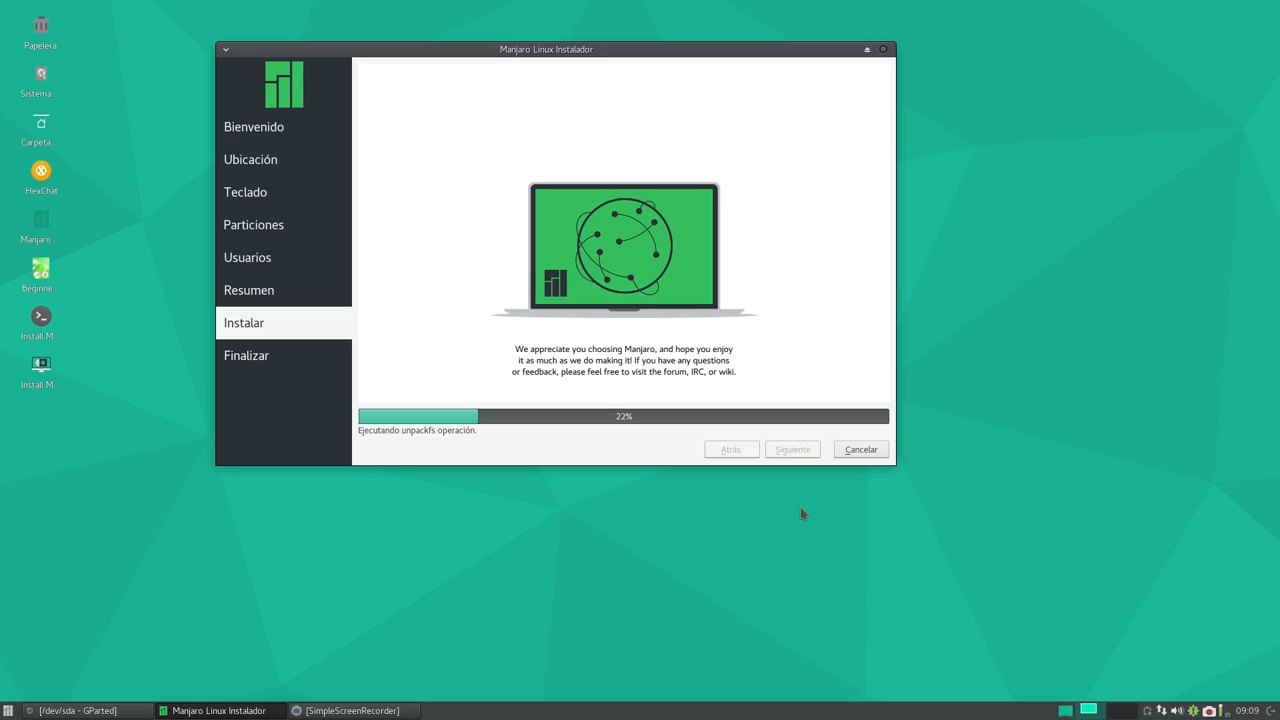 Papelera
Sistema ..
Carpeta ...
HexChat
Manjaro ...
Beginne..
Install M..
Install M..
Manjaro Linux Instalador
Bienvenido
Ubicación
Teclado
Particiones
Usuarios
Resumen
Instalar
Finalizar
We appreciate you choosing Manjaro, and hope you enjoy
it as much as we do making it! If you have any questions
or feedback, please feel free to visit the forum, IRC, or wiki.
22%
Ejecutando unpackfs operación.
Atrás
Siguiente
Cancelar
[/dev/sda - GParted]
Manjaro Linux Instalador
[SimpleScreenRecorder]
09:09